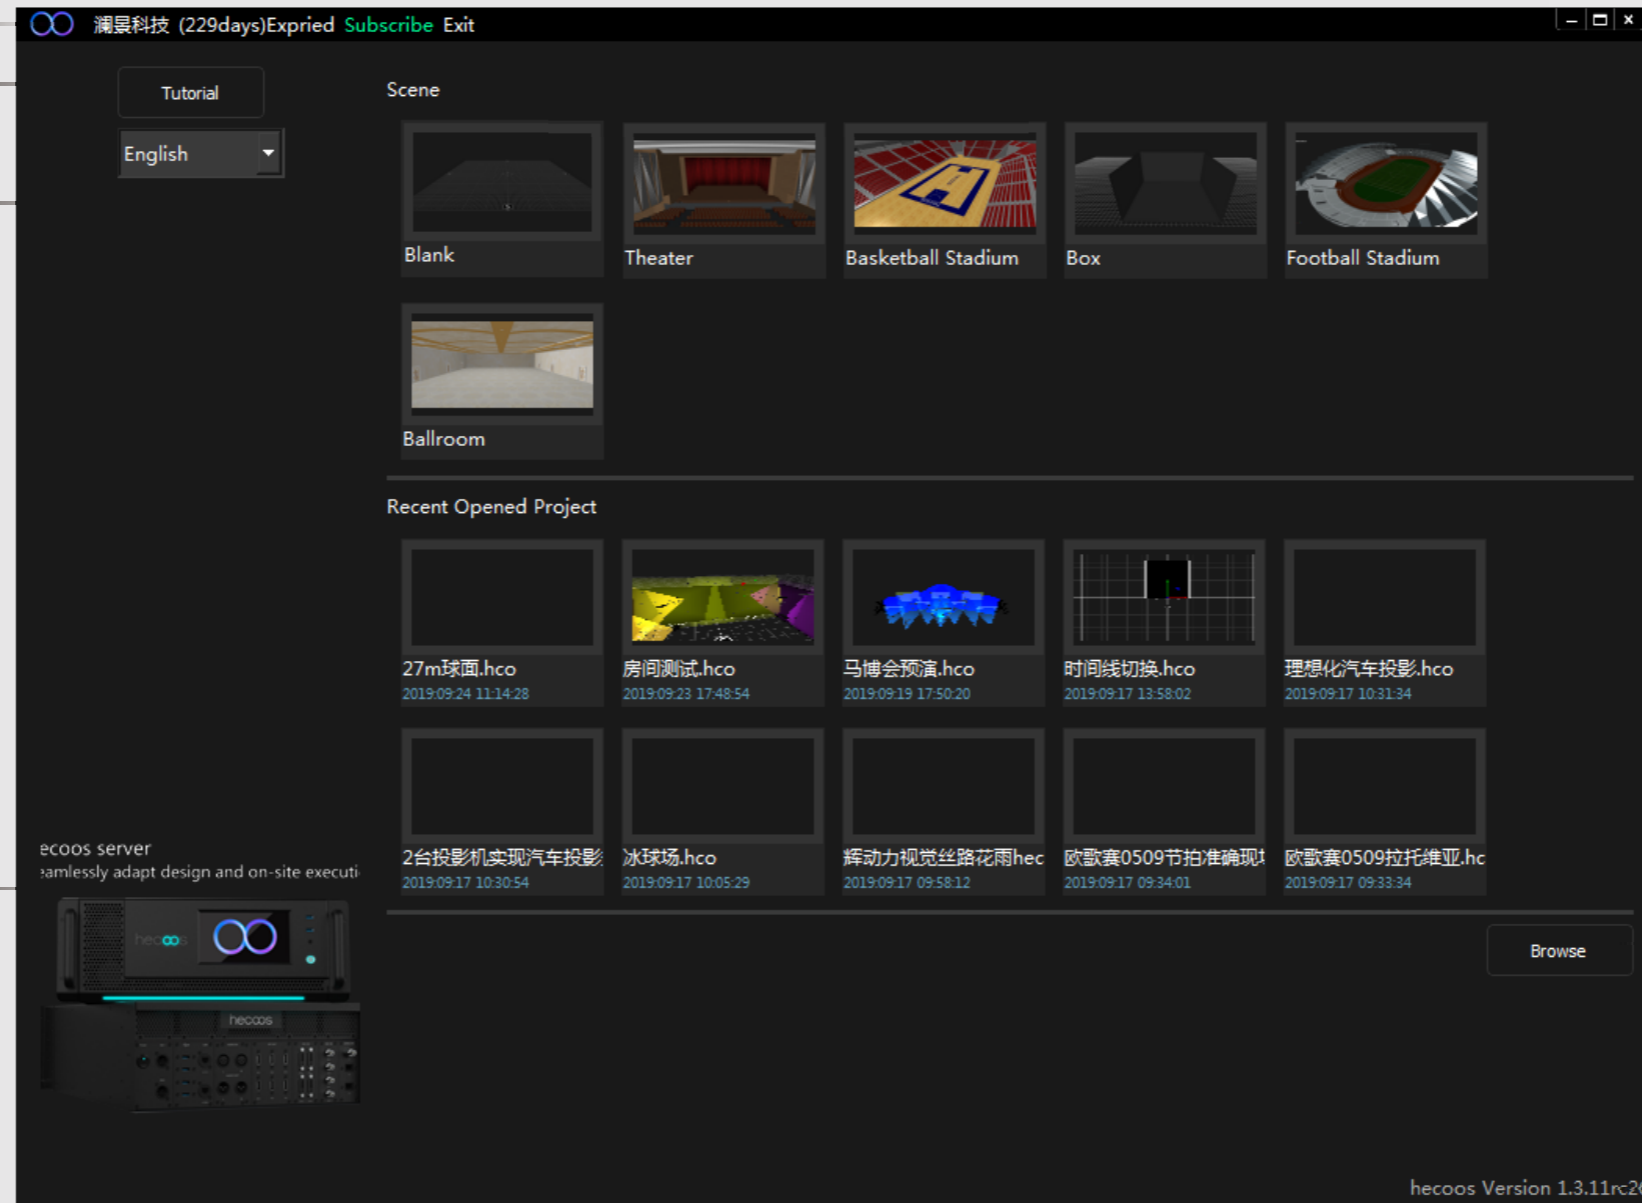 澜景科技 (229days)Expried Subscribe Exit
Tutorial
English
Scene
Blank
Theater
Basketball Stadium
Box
Football Stadium
Ballroom
Recent Opened Project
27m球面.hco
2019:09:24 11:14:28
房间测试.hco
2019:09:23 17:48:54
马博会预演.hco
2019:09:19 17:50:20
时间线切换.hco
2019:09:17 13:58:02
理想化汽车投影.hco
2019:09:17 10:31:34
2台投影机实现汽车投影
2019:09:17 10:30:54
冰球场.hco
2019:09:17 10:05:29
辉动力视觉丝路花雨hec
2019:09:17 09:58:12
欧歌赛0509节拍准确现
2019:09:17 09:34:01
欧歌赛0509拉托维亚.hc
2019:09:17 09:33:34
ecoos server
eamlessly adapt design and on-site executi
hecoos
hecoos
Browse
hecoos Version 1.3.11rc2